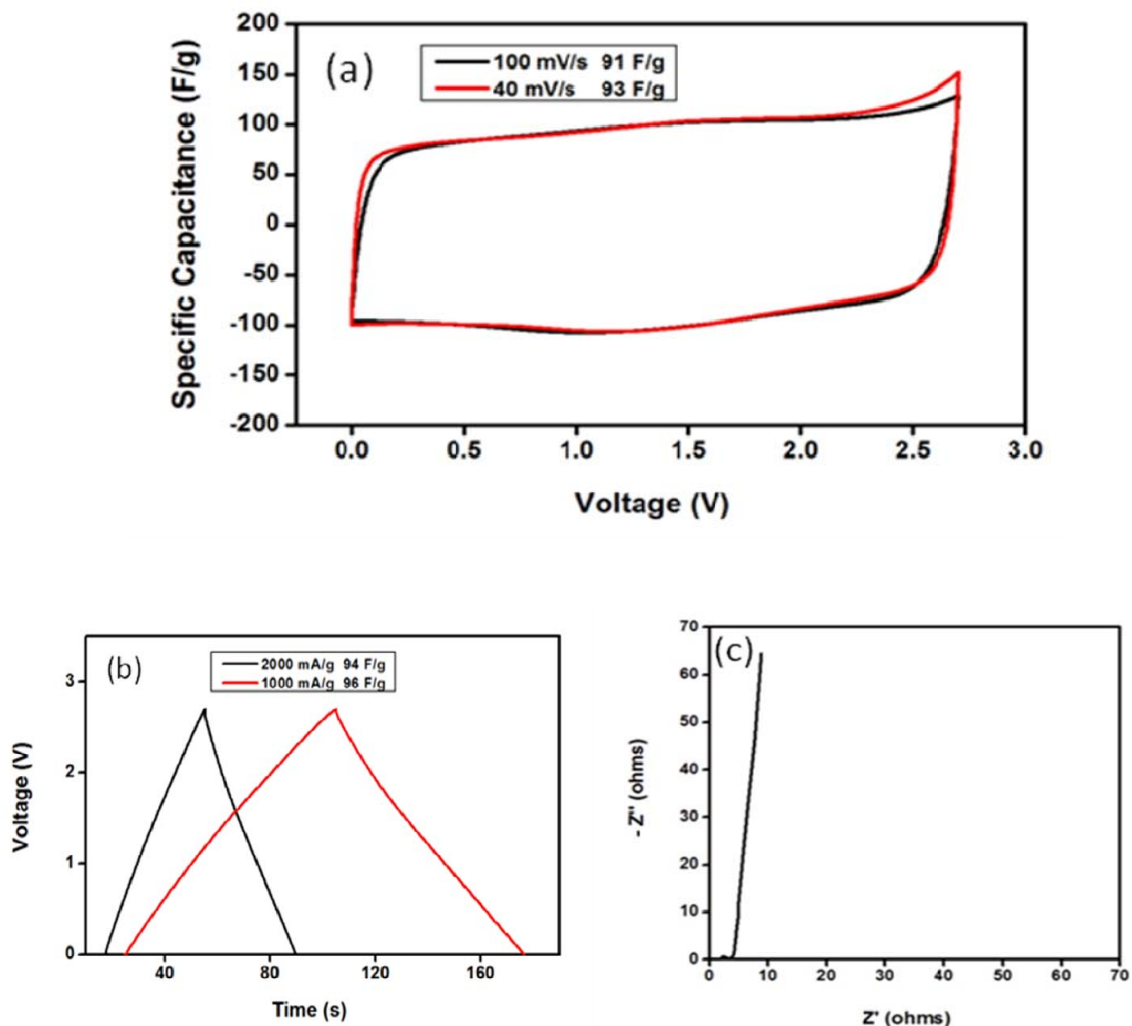 (a)
100 mV/s 91 F/g
40 mV/s 93 F/g
Specific Capacitance (F/g)
200
150
100
50
0
-50
-100
-150
-200
0.0 0.5 1.0 1.5 2.0 2.5 3.0
Voltage (V)
(b)
2000 mA/g 94 F/g
1000 mA/g 96 F/g
Voltage (V)
3
2
1
0
40 80 120 160
Time (s)
(c)
- Z" (ohms)
70
60
50
40
30
20
10
0
0 10 20 30 40 50 60 70
Z' (ohms)